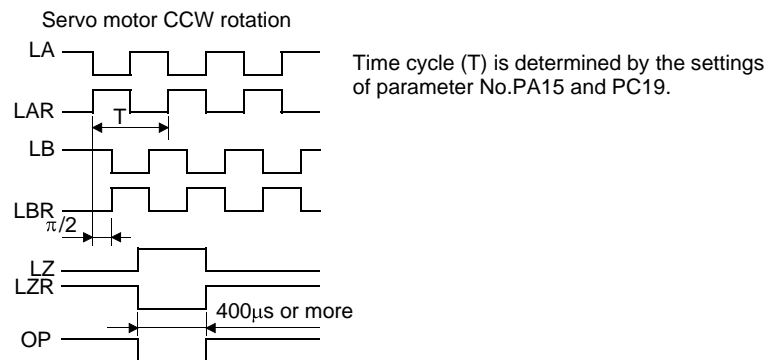 Servo motor CCW rotation
LA
Time cycle (T) is determined by the settings
of parameter No.PA15 and PC19.
LAR
T
LB
LBR
π/2
LZ
LZR
400μs or more
OP